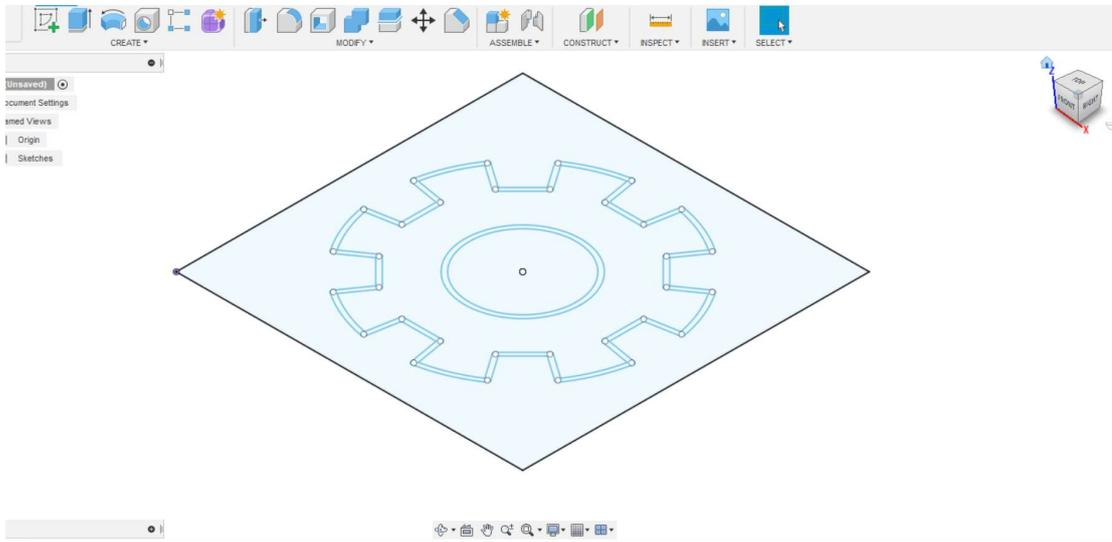 CREATE ▾ MODIFY ▾ ASSEMBLE ▾ CONSTRUCT ▾ INSPECT ▾ INSERT ▾ SELECT ▾
(Unsaved)
ocument Settings
amed Views
Origin
Sketches
Z
TOP
FRONT RIGHT
X